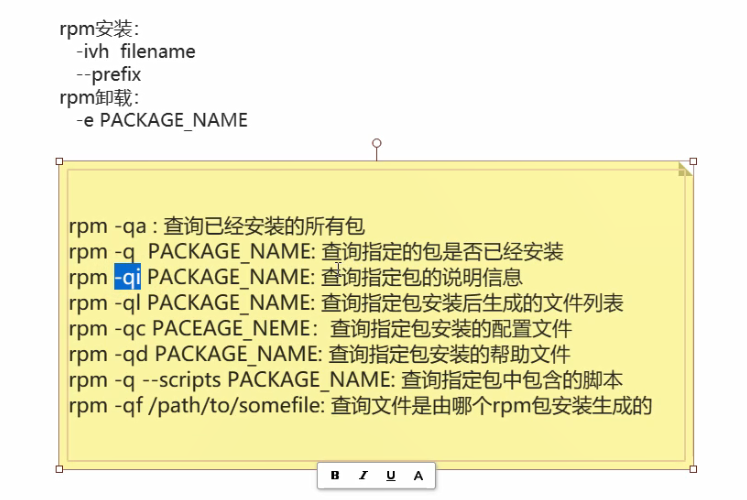 rpm安装：
-ivh  filename
--prefix
rpm卸载：
-e PACKAGE_NAME
rpm -qa : 查询已经安装的所有包
rpm -q  PACKAGE_NAME: 查询指定的包是否已经安装
rpm -qi PACKAGE_NAME: 查询指定包的说明信息
rpm -ql PACKAGE_NAME: 查询指定包安装后生成的文件列表
rpm -qc PACEAGE_NEME：查询指定包安装的配置文件
rpm -qd PACKAGE_NAME: 查询指定包安装的帮助文件
rpm -q --scripts PACKAGE_NAME: 查询指定包中包含的脚本
rpm -qf /path/to/somefile: 查询文件是由哪个rpm包安装生成的
B I U A